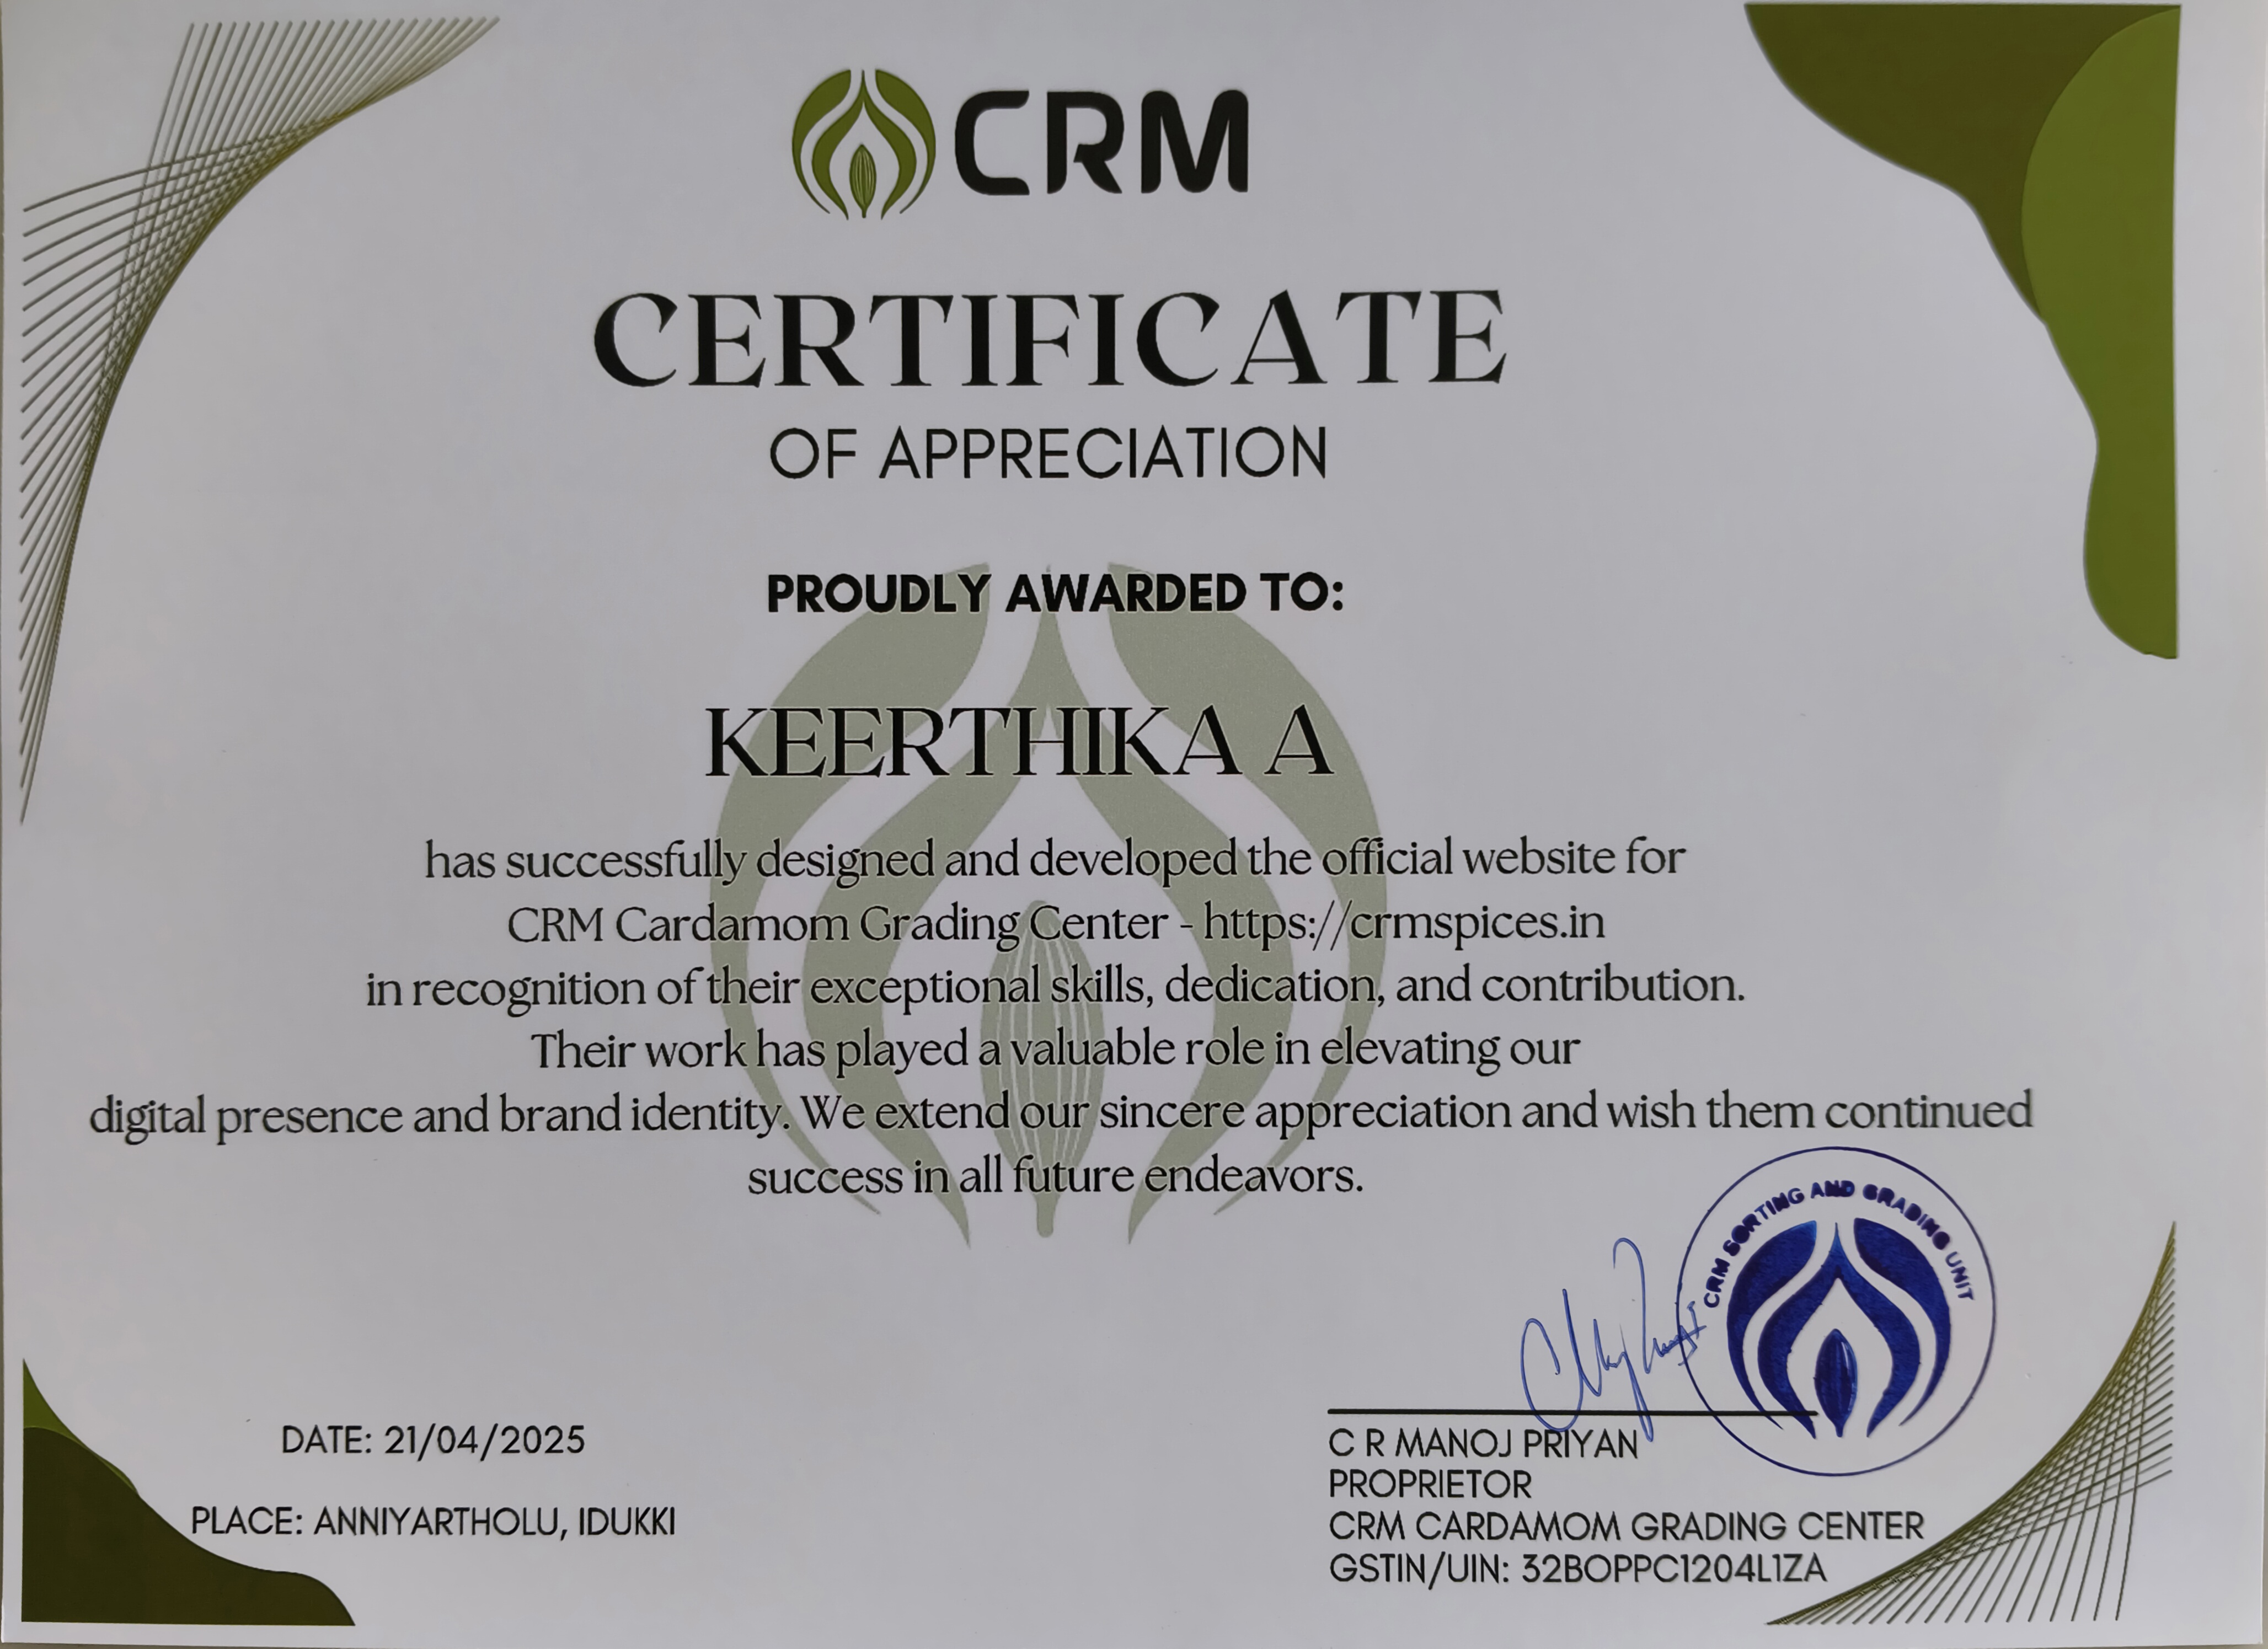 CRM
CERTIFICATE
OF APPRECIATION
PROUDLY AWARDED TO:
KEERTHIKA A
has successfully designed and developed the official website for
CRM Cardamom Grading Center - https://crmspices.in
in recognition of their exceptional skills, dedication, and contribution.
Their work has played a valuable role in elevating our
digital presence and brand identity. We extend our sincere appreciation and wish them continued
success in all future endeavors.
CRM SORTING AND GRADING UNIT
DATE: 21/04/2025
PLACE: ANNIYARTHOLU, IDUKKI
C R MANOJ PRIYAN
PROPRIETOR
CRM CARDAMOM GRADING CENTER
GSTIN/UIN: 32BOPPC1204L1ZA